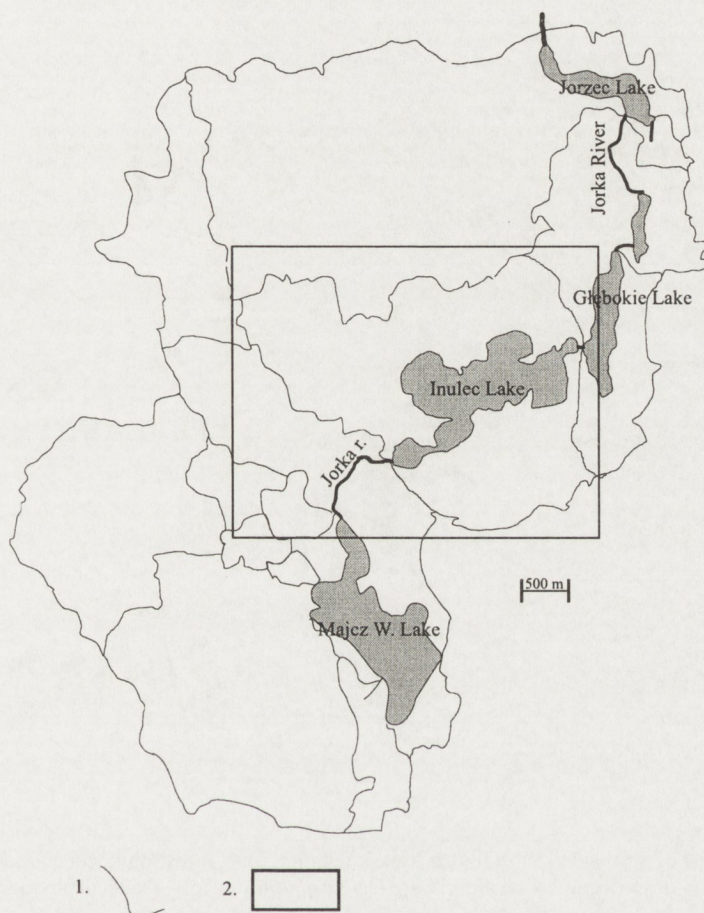 Jorzec Lake
Jorka River
Głębokie Lake
Inulec Lake
Jorka r.
500 m
Majcz W. Lake
1.
2.